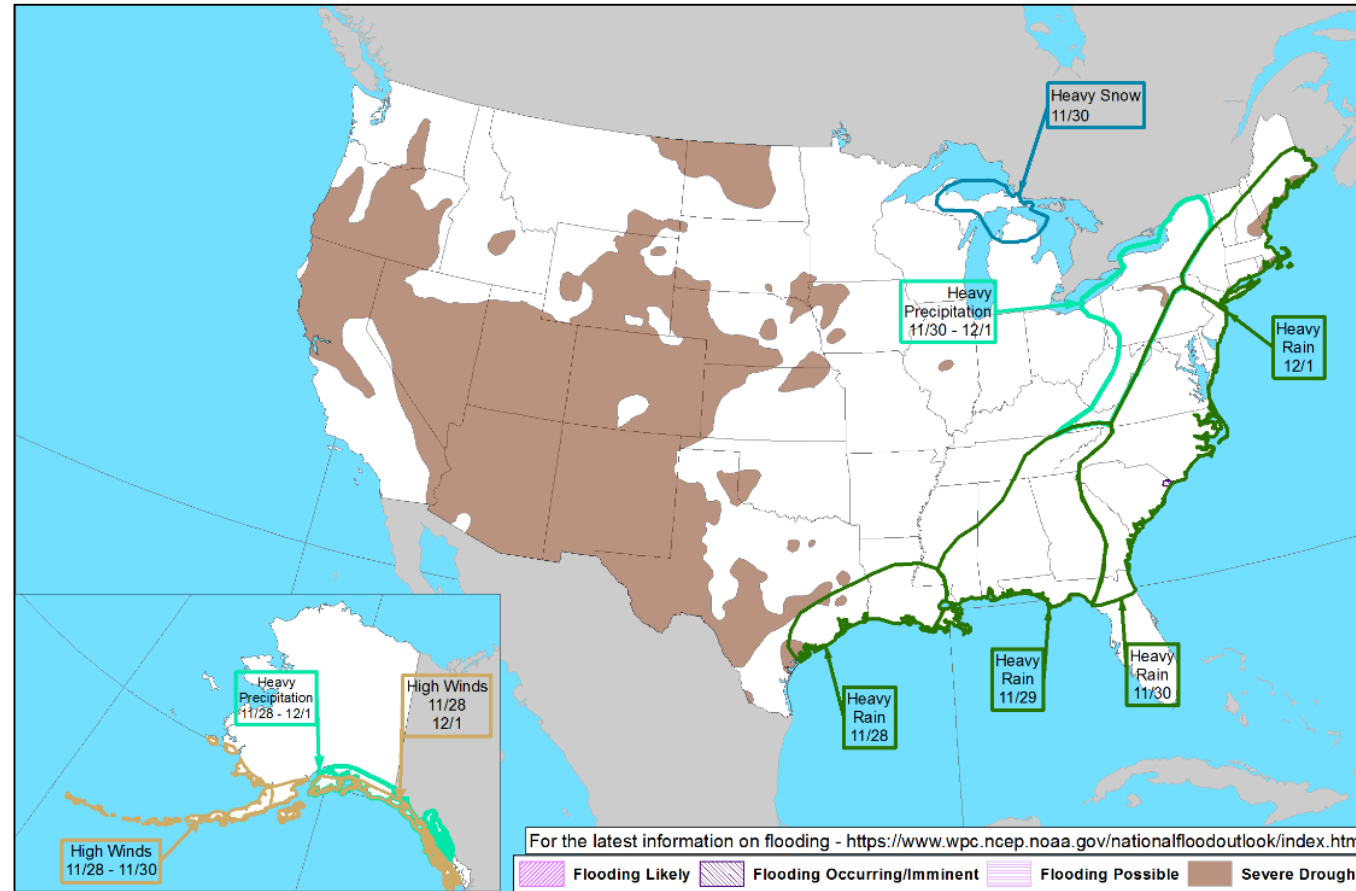 Heavy Snow
11/30
Heavy
Precipitation
11/30 - 12/1
Heavy
Rain
12/1
Heavy
Rain
11/30
Heavy
Rain
11/29
Heavy
Rain
11/28
Heavy
Precipitation
11/28 - 12/1
High Winds
11/28
12/1
High Winds
11/28 - 11/30
For the latest information on flooding - https://www.wpc.ncep.noaa.gov/nationalfloodoutlook/index.htm
Flooding Likely Flooding Occurring/Imminent Flooding Possible Severe Drough